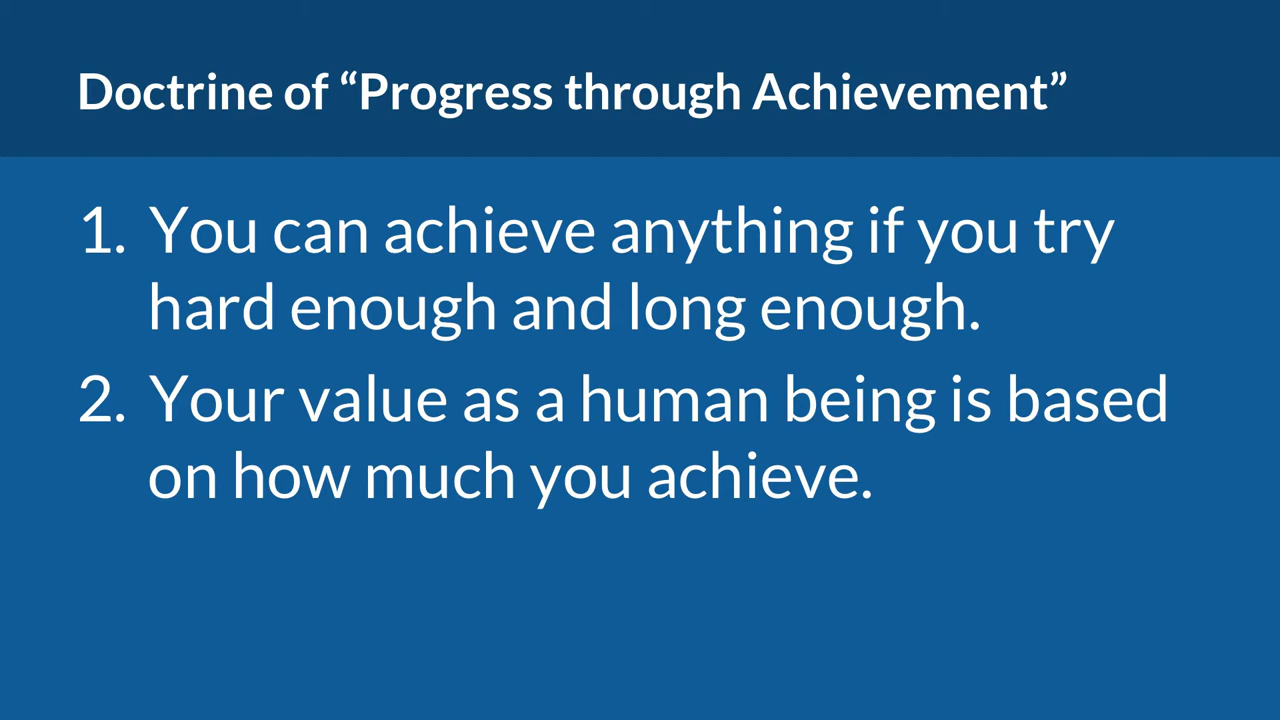 Doctrine of “Progress through Achievement”
1. You can achieve anything if you try
hard enough and long enough.
2. Your value as a human being is based
on how much you achieve.